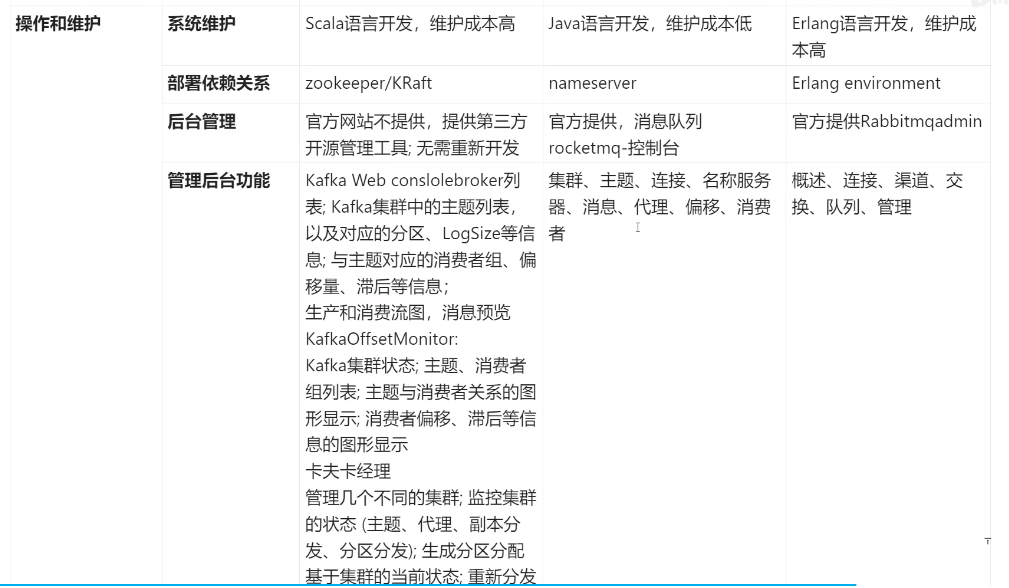 操作和维护
系统维护
Scala语言开发，维护成本高
Java语言开发，维护成本低
Erlang语言开发，维护成
本高
部署依赖关系
zookeeper/KRaft
nameserver
Erlang environment
后台管理
官方网站不提供，提供第三方
开源管理工具; 无需重新开发
官方提供，消息队列
rocketmq-控制台
官方提供Rabbitmqadmin
管理后台功能
Kafka Web conslolebroker列
表; Kafka集群中的主题列表，
以及对应的分区、LogSize等信
息; 与主题对应的消费者组、偏
移量、滞后等信息；
生产和消费流图，消息预览
KafkaOffsetMonitor:
Kafka集群状态; 主题、消费者
组列表; 主题与消费者关系的图
形显示; 消费者偏移、滞后等信
息的图形显示
卡夫卡经理
管理几个不同的集群; 监控集群
的状态 (主题、代理、副本分
发、分区分发); 生成分区分配
基于集群的当前状态; 重新分发
集群、主题、连接、名称服务
器、消息、代理、偏移、消费
者
概述、连接、渠道、交
换、队列、管理